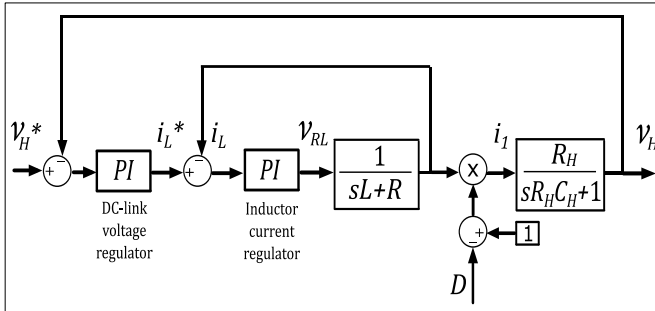 v_H*
i_L*
i_L
v_RL
i_1
v_H
+
−
PI
+
−
PI
1
sL+R
x
R_H
sR_HC_H+1
DC-link
voltage
regulator
Inductor
current
regulator
−
+
1
D